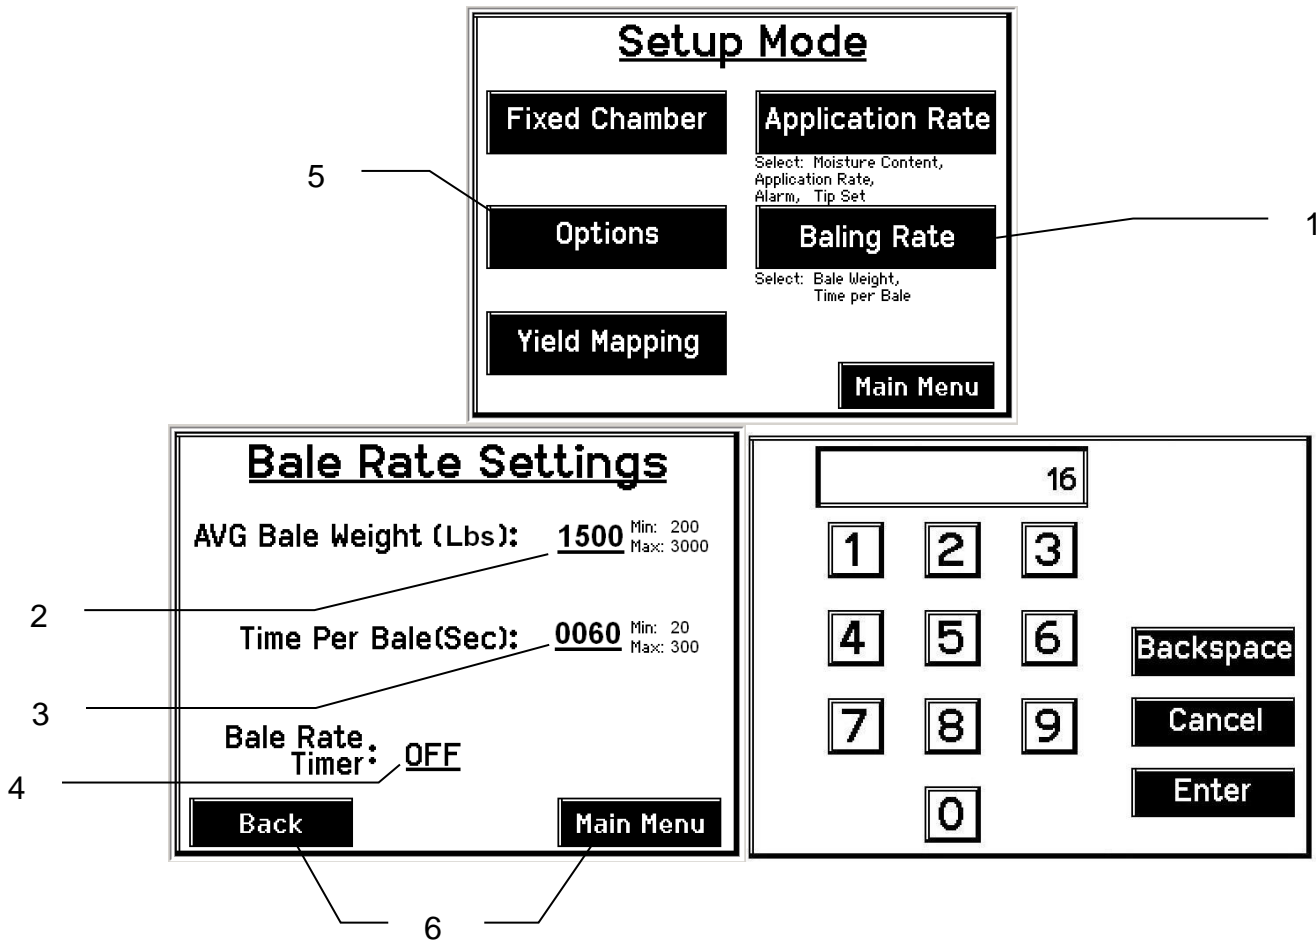 Setup Mode
Fixed Chamber
Application Rate
Select: Moisture Content,
Application Rate,
Alarm, Tip Set
5
Options
Baling Rate
1
Select: Bale Weight,
Time per Bale
Yield Mapping
Main Menu
Bale Rate Settings
AVG Bale Weight (Lbs): 1500 Min: 200
Max: 3000
2
Time Per Bale(Sec): 0060 Min: 20
Max: 300
3
Bale Rate
Timer: OFF
4
Back
Main Menu
6
16
1 2 3
4 5 6
Backspace
7 8 9
Cancel
Enter
0